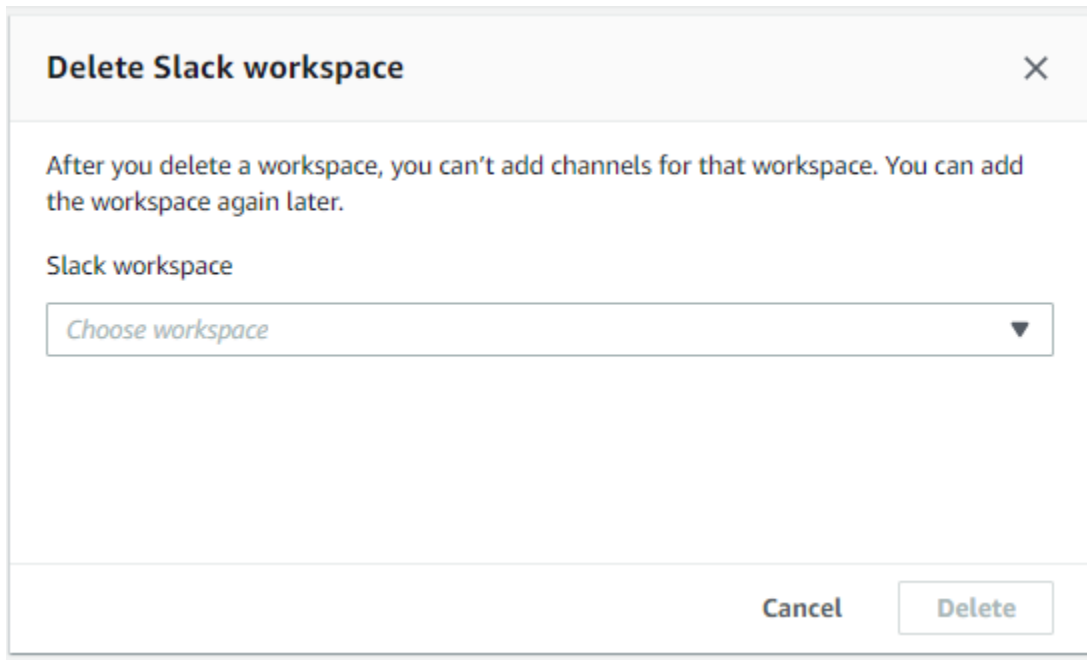 Delete Slack workspace
After you delete a workspace, you can’t add channels for that workspace. You can add
the workspace again later.
Slack workspace
Choose workspace
Cancel
Delete